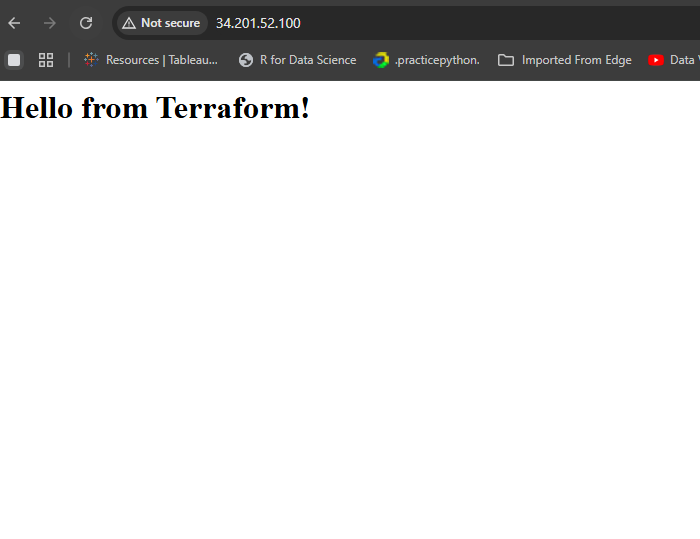 Not secure 34.201.52.100
Resources | Tableau... R for Data Science .practicepython. Imported From Edge Data
Hello from Terraform!